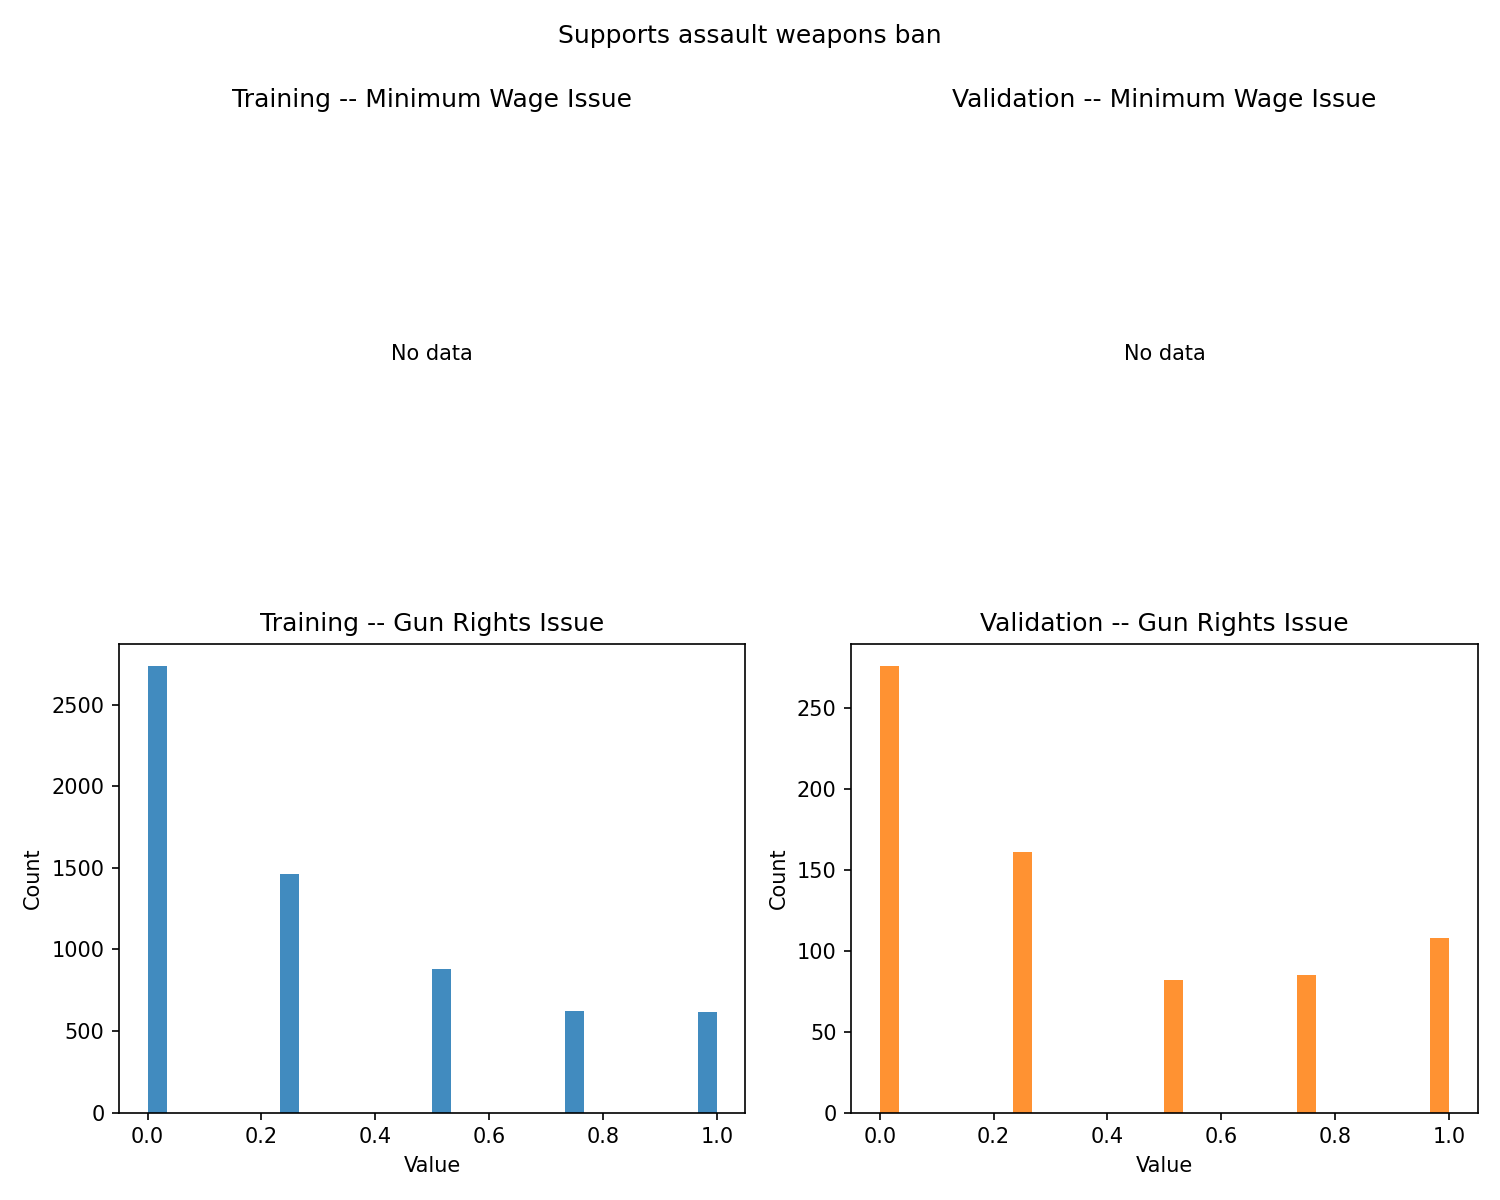 Supports assault weapons ban
Training -- Minimum Wage Issue
Validation -- Minimum Wage Issue
No data
No data
Training -- Gun Rights Issue
2500
2000
1500
1000
500
0
Count
0.0 0.2 0.4 0.6 0.8 1.0
Value
Validation -- Gun Rights Issue
250
200
150
100
50
0
Count
0.0 0.2 0.4 0.6 0.8 1.0
Value